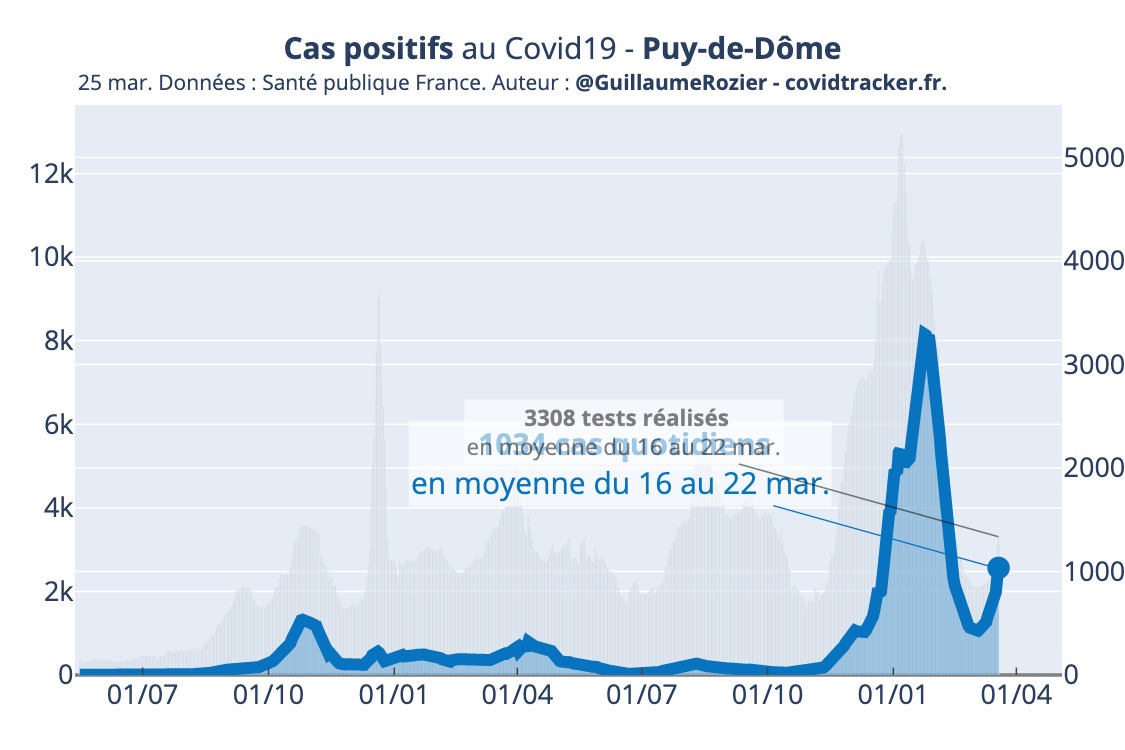 Cas positifs au Covid19 - Puy-de-Dôme
25 mar. Données : Santé publique France. Auteur : @GuillaumeRozier - covidtracker.fr.
12k
10k
8k
6k
4k
2k
0
5000
4000
3000
2000
1000
0
3308 tests réalisés
en moyenne du 16 au 22 mar.
1034 cas quotidiens
en moyenne du 16 au 22 mar.
01/07 01/10 01/01 01/04 01/07 01/10 01/01 01/04